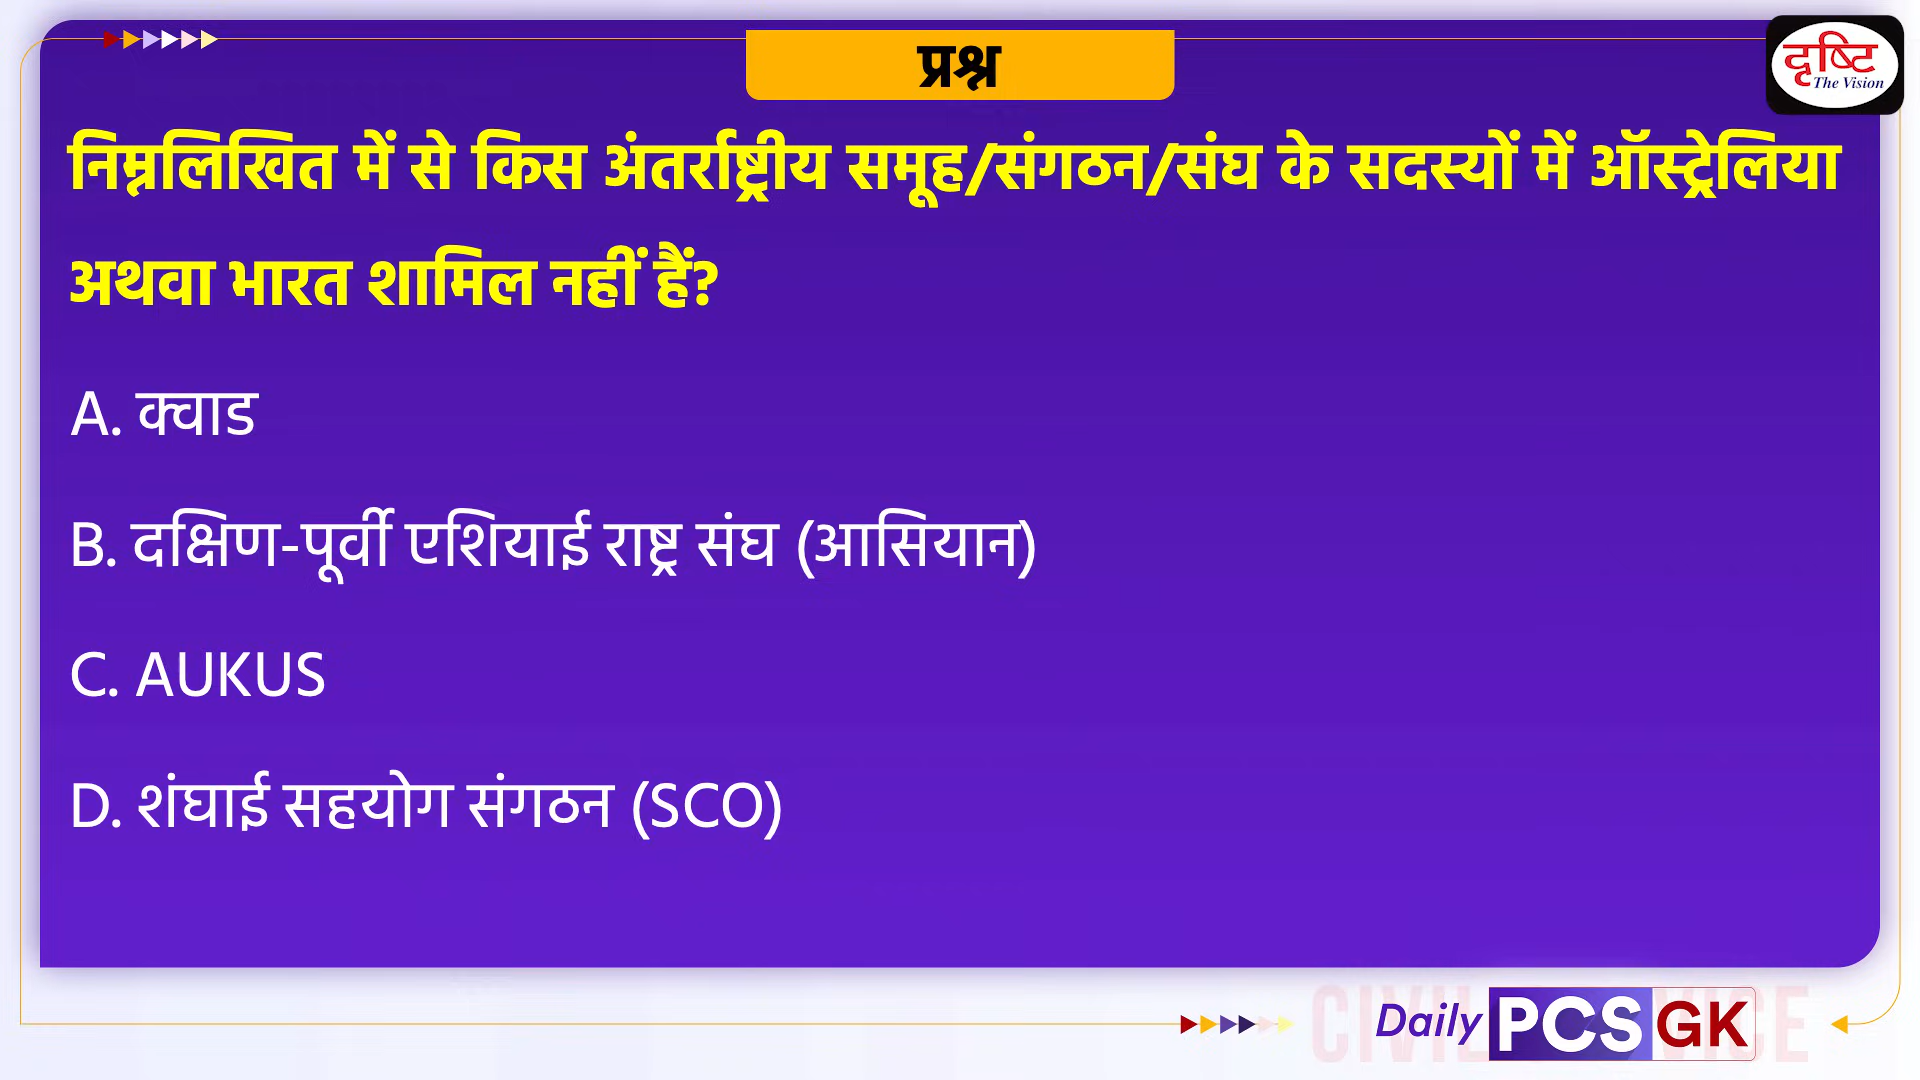 प्रश्न
दृष्टि
The Vision
निम्नलिखित में से किस अंतर्राष्ट्रीय समूह/संगठन/संघ के सदस्यों में ऑस्ट्रेलिया
अथवा भारत शामिल नहीं हैं?
A. क्वाड
B. दक्षिण-पूर्वी एशियाई राष्ट्र संघ (आसियान)
C. AUKUS
D. शंघाई सहयोग संगठन (SCO)
Daily PCS GK